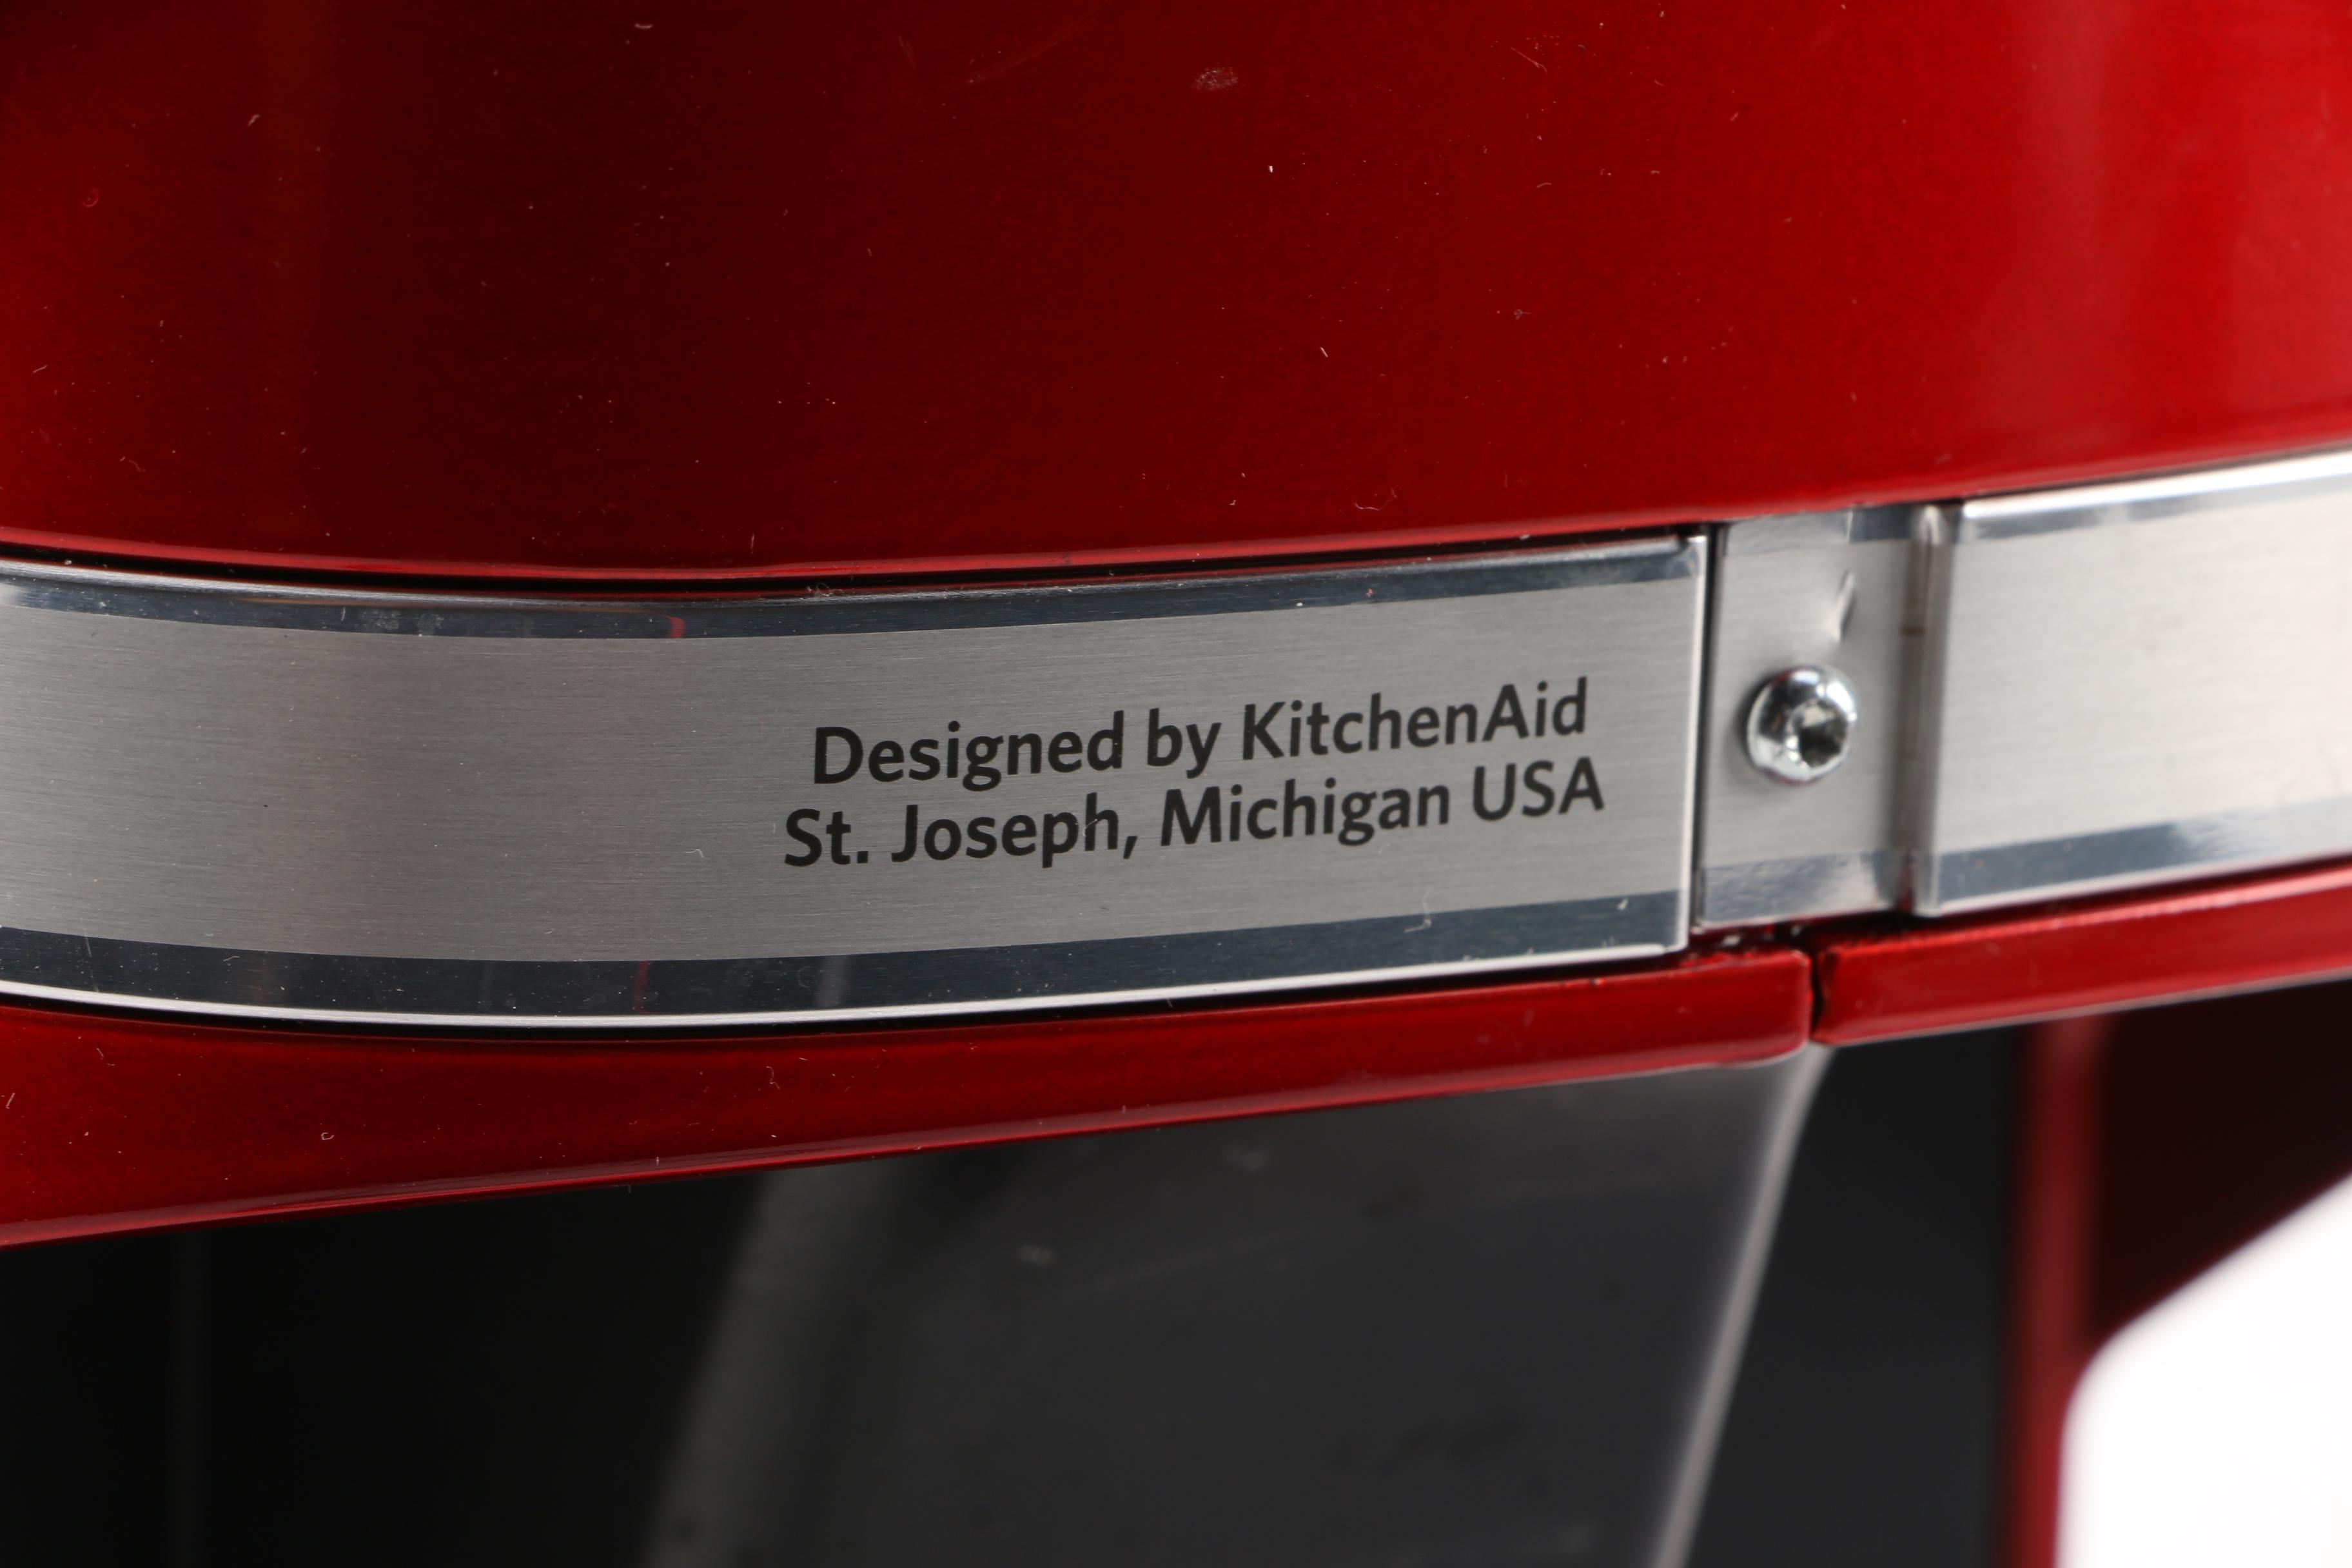 Designed by KitchenAid
St. Joseph, Michigan USA